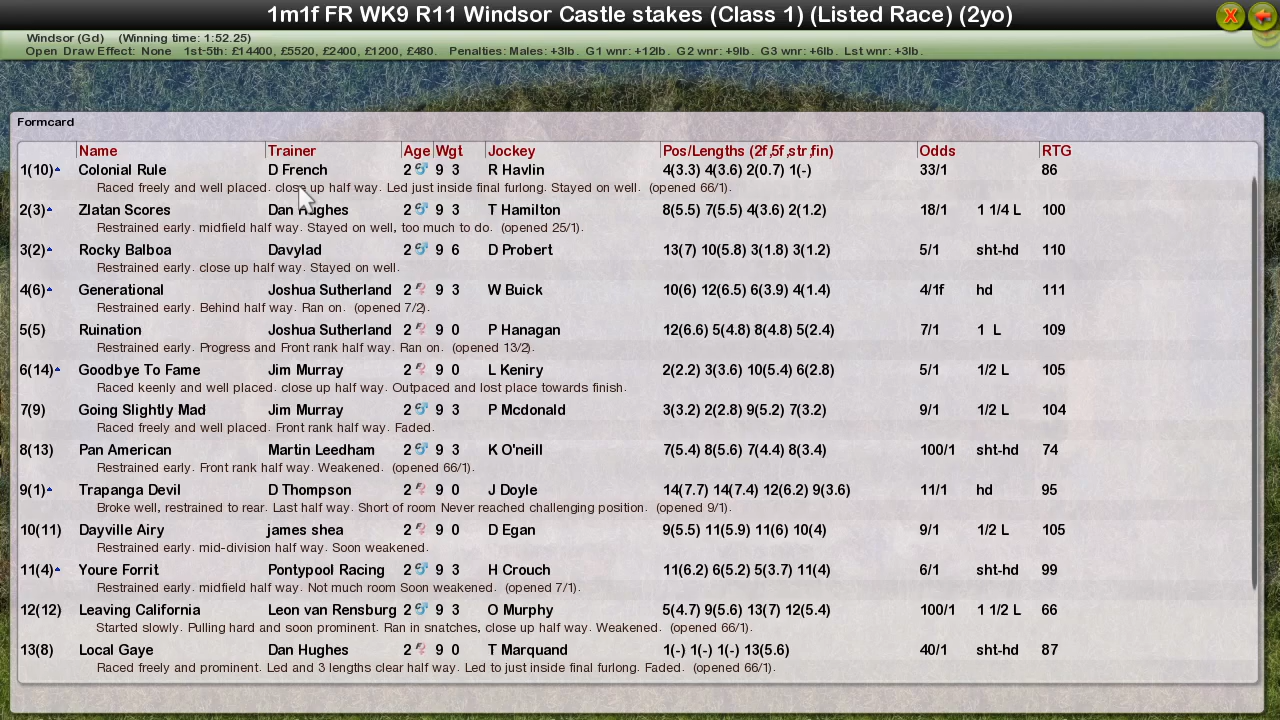 1m1f FR WK9 R11 Windsor Castle stakes (Class 1) (Listed Race) (2yo)
Windsor (Gd) (Winning time: 1:52.25)
Open Draw Effect: None 1st-5th: £14400, £5520, £2400, £1200, £480. Penalties: Males: +3lb. G1 wnr: +12lb. G2 wnr: +9lb. G3 wnr: +6lb. Lst wnr: +3lb.
Formcard
Name Trainer Age Wgt Jockey Pos/Lengths (2f,5f,str,fin) Odds RTG
1(10) Colonial Rule D French 2 9 3 R Havlin 4(3.3) 4(3.6) 2(0.7) 1(-) 33/1 86
Raced freely and well placed. close up half way. Led just inside final furlong. Stayed on well. (opened 66/1).
2(3) Zlatan Scores Dan Hughes 2 9 3 T Hamilton 8(5.5) 7(5.5) 4(3.6) 2(1.2) 18/1 1 1/4 L 100
Restrained early. midfield half way. Stayed on well, too much to do. (opened 25/1).
3(2) Rocky Balboa Davylad 2 9 6 D Probert 13(7) 10(5.8) 3(1.8) 3(1.2) 5/1 sht-hd 110
Restrained early. close up half way. Stayed on well.
4(6) Generational Joshua Sutherland 2 9 3 W Buick 10(6) 12(6.5) 6(3.9) 4(1.4) 4/1f hd 111
Restrained early. Behind half way. Ran on. (opened 7/2).
5(5) Ruination Joshua Sutherland 2 9 0 P Hanagan 12(6.6) 5(4.8) 8(4.8) 5(2.4) 7/1 1 L 109
Restrained early. Progress and Front rank half way. Ran on. (opened 13/2).
6(14) Goodbye To Fame Jim Murray 2 9 0 L Keniry 2(2.2) 3(3.6) 10(5.4) 6(2.8) 5/1 1/2 L 105
Raced keenly and well placed. close up half way. Outpaced and lost place towards finish.
7(9) Going Slightly Mad Jim Murray 2 9 3 P Mcdonald 3(3.2) 2(2.8) 9(5.2) 7(3.2) 9/1 1/2 L 104
Raced freely and well placed. Front rank half way. Faded.
8(13) Pan American Martin Leedham 2 9 3 K O'neill 7(5.4) 8(5.6) 7(4.4) 8(3.4) 100/1 sht-hd 74
Restrained early. Front rank half way. Weakened. (opened 66/1).
9(1) Trapanga Devil D Thompson 2 9 0 J Doyle 14(7.7) 14(7.4) 12(6.2) 9(3.6) 11/1 hd 95
Broke well, restrained to rear. Last half way. Short of room Never reached challenging position. (opened 9/1).
10(11) Dayville Airy james shea 2 9 0 D Egan 9(5.5) 11(5.9) 11(6) 10(4) 9/1 1/2 L 105
Restrained early. mid-division half way. Soon weakened.
11(4) Youre Forrit Pontypool Racing 2 9 3 H Crouch 11(6.2) 6(5.2) 5(3.7) 11(4) 6/1 sht-hd 99
Restrained early. midfield half way. Not much room Soon weakened. (opened 7/1).
12(12) Leaving California Leon van Rensburg 2 9 3 O Murphy 5(4.7) 9(5.6) 13(7) 12(5.4) 100/1 1 1/2 L 66
Started slowly. Pulling hard and soon prominent. Ran in snatches, close up half way. Weakened. (opened 66/1).
13(8) Local Gaye Dan Hughes 2 9 0 T Marquand 1(-) 1(-) 1(-) 13(5.6) 40/1 sht-hd 87
Raced freely and prominent. Led and 3 lengths clear half way. Led to just inside final furlong. Faded. (opened 66/1).